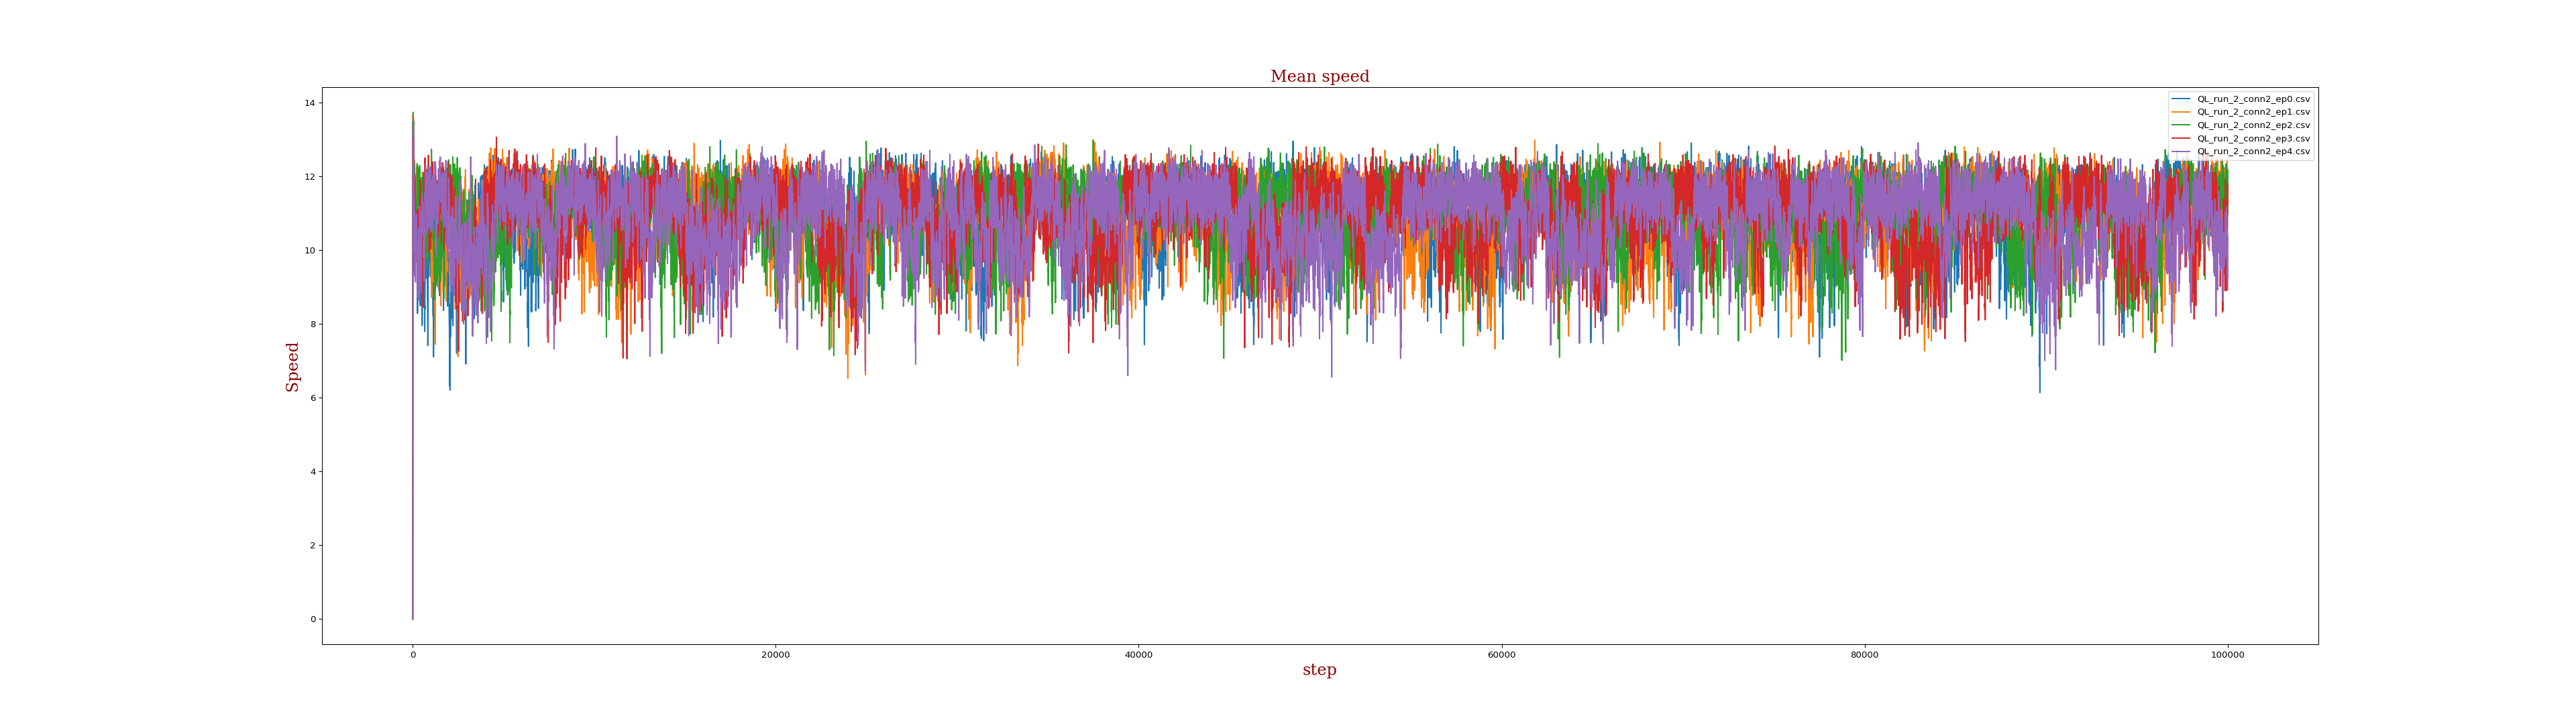 Mean speed
14
12
10
8
6
4
2
0
Speed
QL_run_2_conn2_ep0.csv
QL_run_2_conn2_ep1.csv
QL_run_2_conn2_ep2.csv
QL_run_2_conn2_ep3.csv
QL_run_2_conn2_ep4.csv
0 20000 40000 60000 80000 100000
step